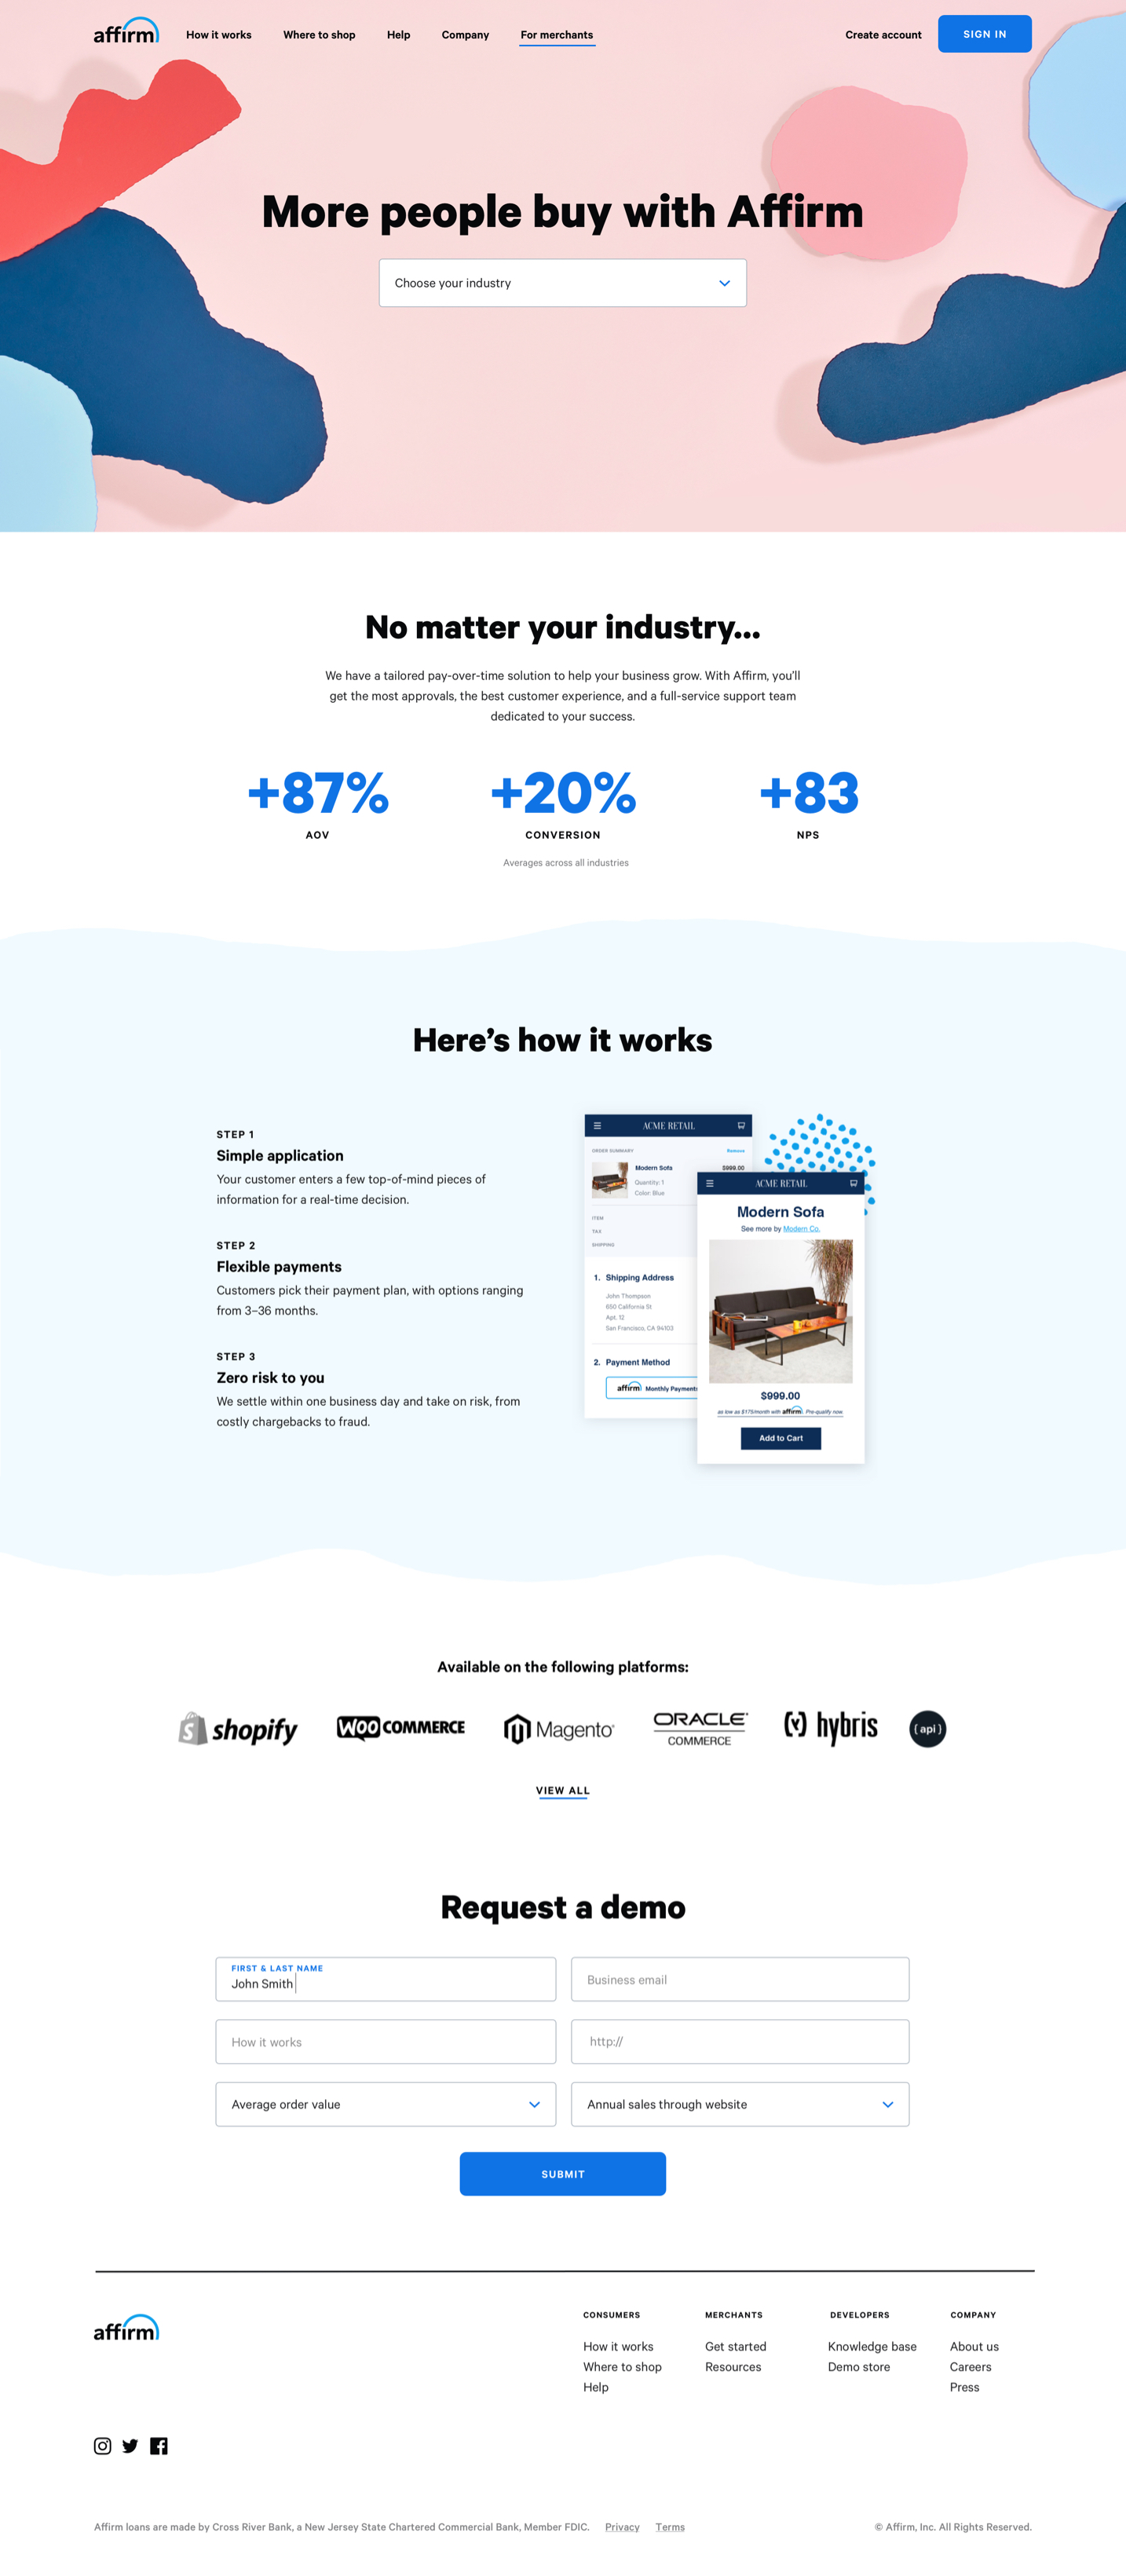 affirm
How it works
Where to shop
Help
Company
For merchants
Create account
SIGN IN
More people buy with Affirm
Choose your industry
No matter your industry...
We have a tailored pay-over-time solution to help your business grow. With Affirm, you'll
get the most approvals, the best customer experience, and a full-service support team
dedicated to your success.
+87%
AOV
+20%
CONVERSION
+83
NPS
Averages across all industries
Here's how it works
STEP 1
Simple application
Your customer enters a few top-of-mind pieces of
information for a real-time decision.
STEP 2
Flexible payments
Customers pick their payment plan, with options ranging
from 3–36 months.
STEP 3
Zero risk to you
We settle within one business day and take on risk, from
costly chargebacks to fraud.
ACME RETAIL
ORDER SUMMARY
Remove
Modern Sofa
$999.00
Quantity: 1
Color: Blue
ITEM
TAX
SHIPPING
1. Shipping Address
John Thompson
650 California St
Apt. 12
San Francisco, CA 94103
2. Payment Method
affirm Monthly Payments
ACME RETAIL
Modern Sofa
See more by Modern Co.
$999.00
as low as $175/month with affirm. Pre-qualify now.
Add to Cart
Available on the following platforms:
shopify
WOO COMMERCE
Magento®
ORACLE®
COMMERCE
hybris
{ api }
VIEW ALL
Request a demo
FIRST & LAST NAME
John Smith
Business email
How it works
http://
Average order value
Annual sales through website
SUBMIT
affirm
CONSUMERS
How it works
Where to shop
Help
MERCHANTS
Get started
Resources
DEVELOPERS
Knowledge base
Demo store
COMPANY
About us
Careers
Press
Affirm loans are made by Cross River Bank, a New Jersey State Chartered Commercial Bank, Member FDIC.
Privacy
Terms
© Affirm, Inc. All Rights Reserved.